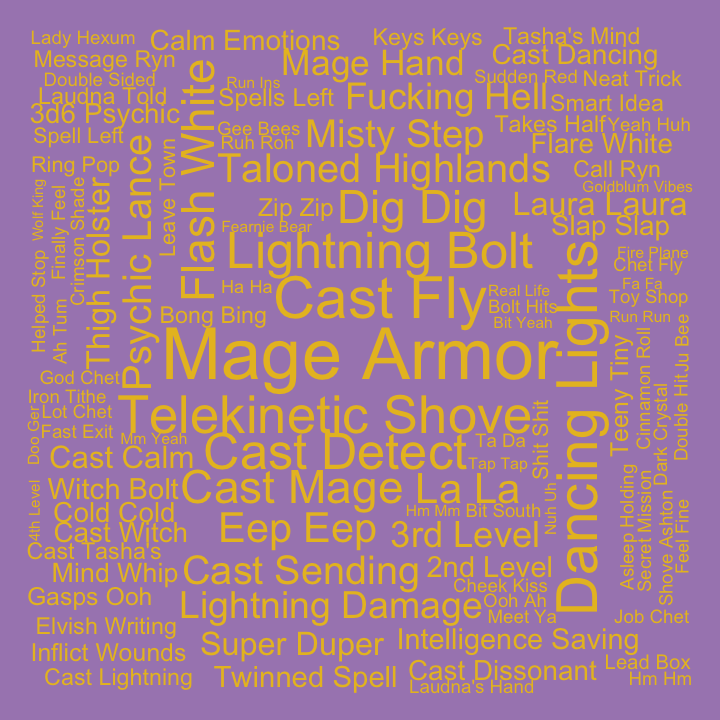 Lady Hexum
Calm Emotions
Keys Keys
Tasha's Mind
Message Ryn
Mage Hand
Cast Dancing
Double Sided
Run Ins
Sudden Red
Neat Trick
Laudna Told
Spells Left
Fucking Hell
Smart Idea
3d6 Psychic
Flash White
Gee Bees
Misty Step
Takes Half
Yeah Huh
Spell Left
Ruh Roh
Flare White
Ring Pop
Psychic Lance
Leave Town
Taloned Highlands
Call Ryn
Goldblum Vibes
Wolf King
Finally Feel
Crimson Shade
Thigh Holster
Zip Zip
Dig Dig
Laura Laura
Fearnie Bear
Slap Slap
Lightning Bolt
Dancing Lights
Fire Plane
Chet Fly
Helped Stop
Ha Ha
Cast Fly
Real Life
Fa Fa
Toy Shop
Ah Tum
Bong Bing
Bolt Hits
Bit Yeah
Run Run
Mage Armor
Teeny Tiny
Cinnamon Roll
Ju Bee
God Chet
Double Hit
Dark Crystal
Iron Tithe
Telekinetic Shove
Lot Chet
Doo Ger
Fast Exit
Mm Yeah
Cast Detect
Ta Da
Shit Shit
Cast Calm
Tap Tap
Witch Bolt
Cast Mage
La La
Asleep Holding
Secret Mission
Shove Ashton
Feel Fine
4th Level
Cold Cold
Hm Mm
Bit South
Nuh Uh
Cast Witch
Eep Eep
3rd Level
Cast Tasha's
Mind Whip
Cast Sending
2nd Level
Cheek Kiss
Gasps Ooh
Lightning Damage
Ooh Ah
Meet Ya
Job Chet
Elvish Writing
Super Duper
Intelligence Saving
Inflict Wounds
Lead Box
Cast Lightning
Twinned Spell
Cast Dissonant
Hm Hm
Laudna's Hand